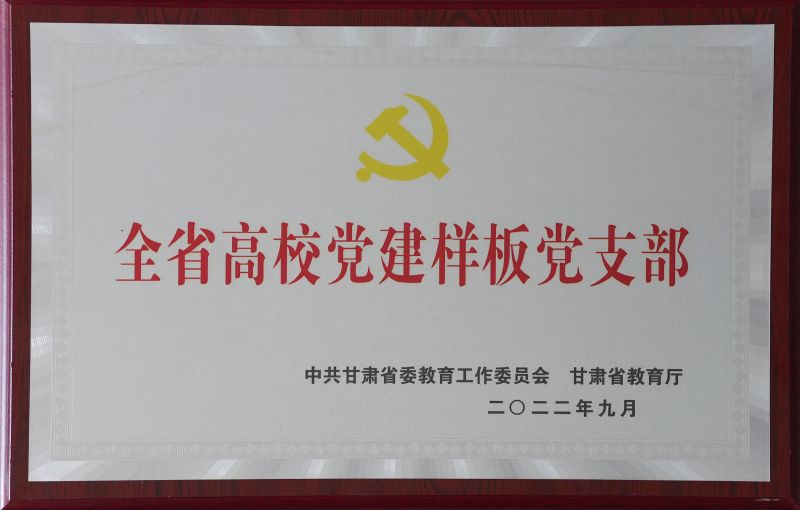 全省高校党建样板党支部
中共甘肃省委教育工作委员会 甘肃省教育厅
二〇二二年九月